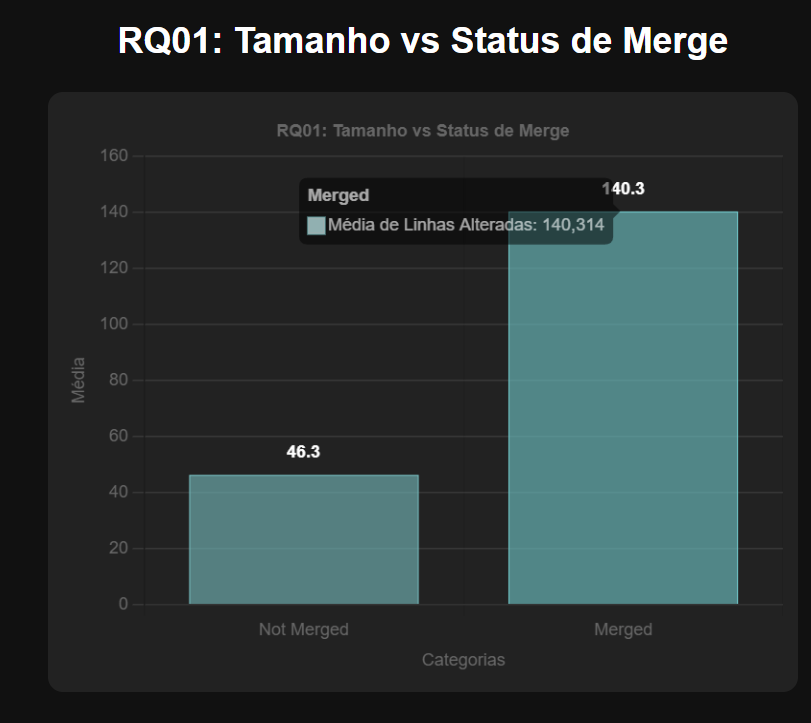 RQ01: Tamanho vs Status de Merge
RQ01: Tamanho vs Status de Merge
160
140
120
100
80
60
40
20
0
Média
Merged
Média de Linhas Alteradas: 140,314
140.3
46.3
Not Merged
Merged
Categorias